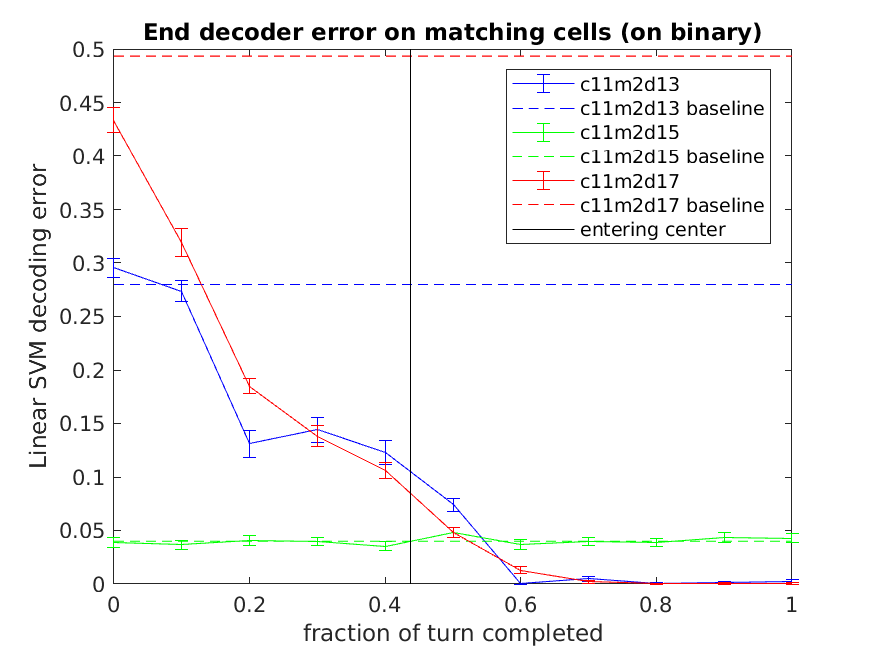 End decoder error on matching cells (on binary)
0.5
0.45
0.4
0.35
0.3
0.25
0.2
0.15
0.1
0.05
0
Linear SVM decoding error
c11m2d13
c11m2d13 baseline
c11m2d15
c11m2d15 baseline
c11m2d17
c11m2d17 baseline
entering center
0 0.2 0.4 0.6 0.8 1
fraction of turn completed